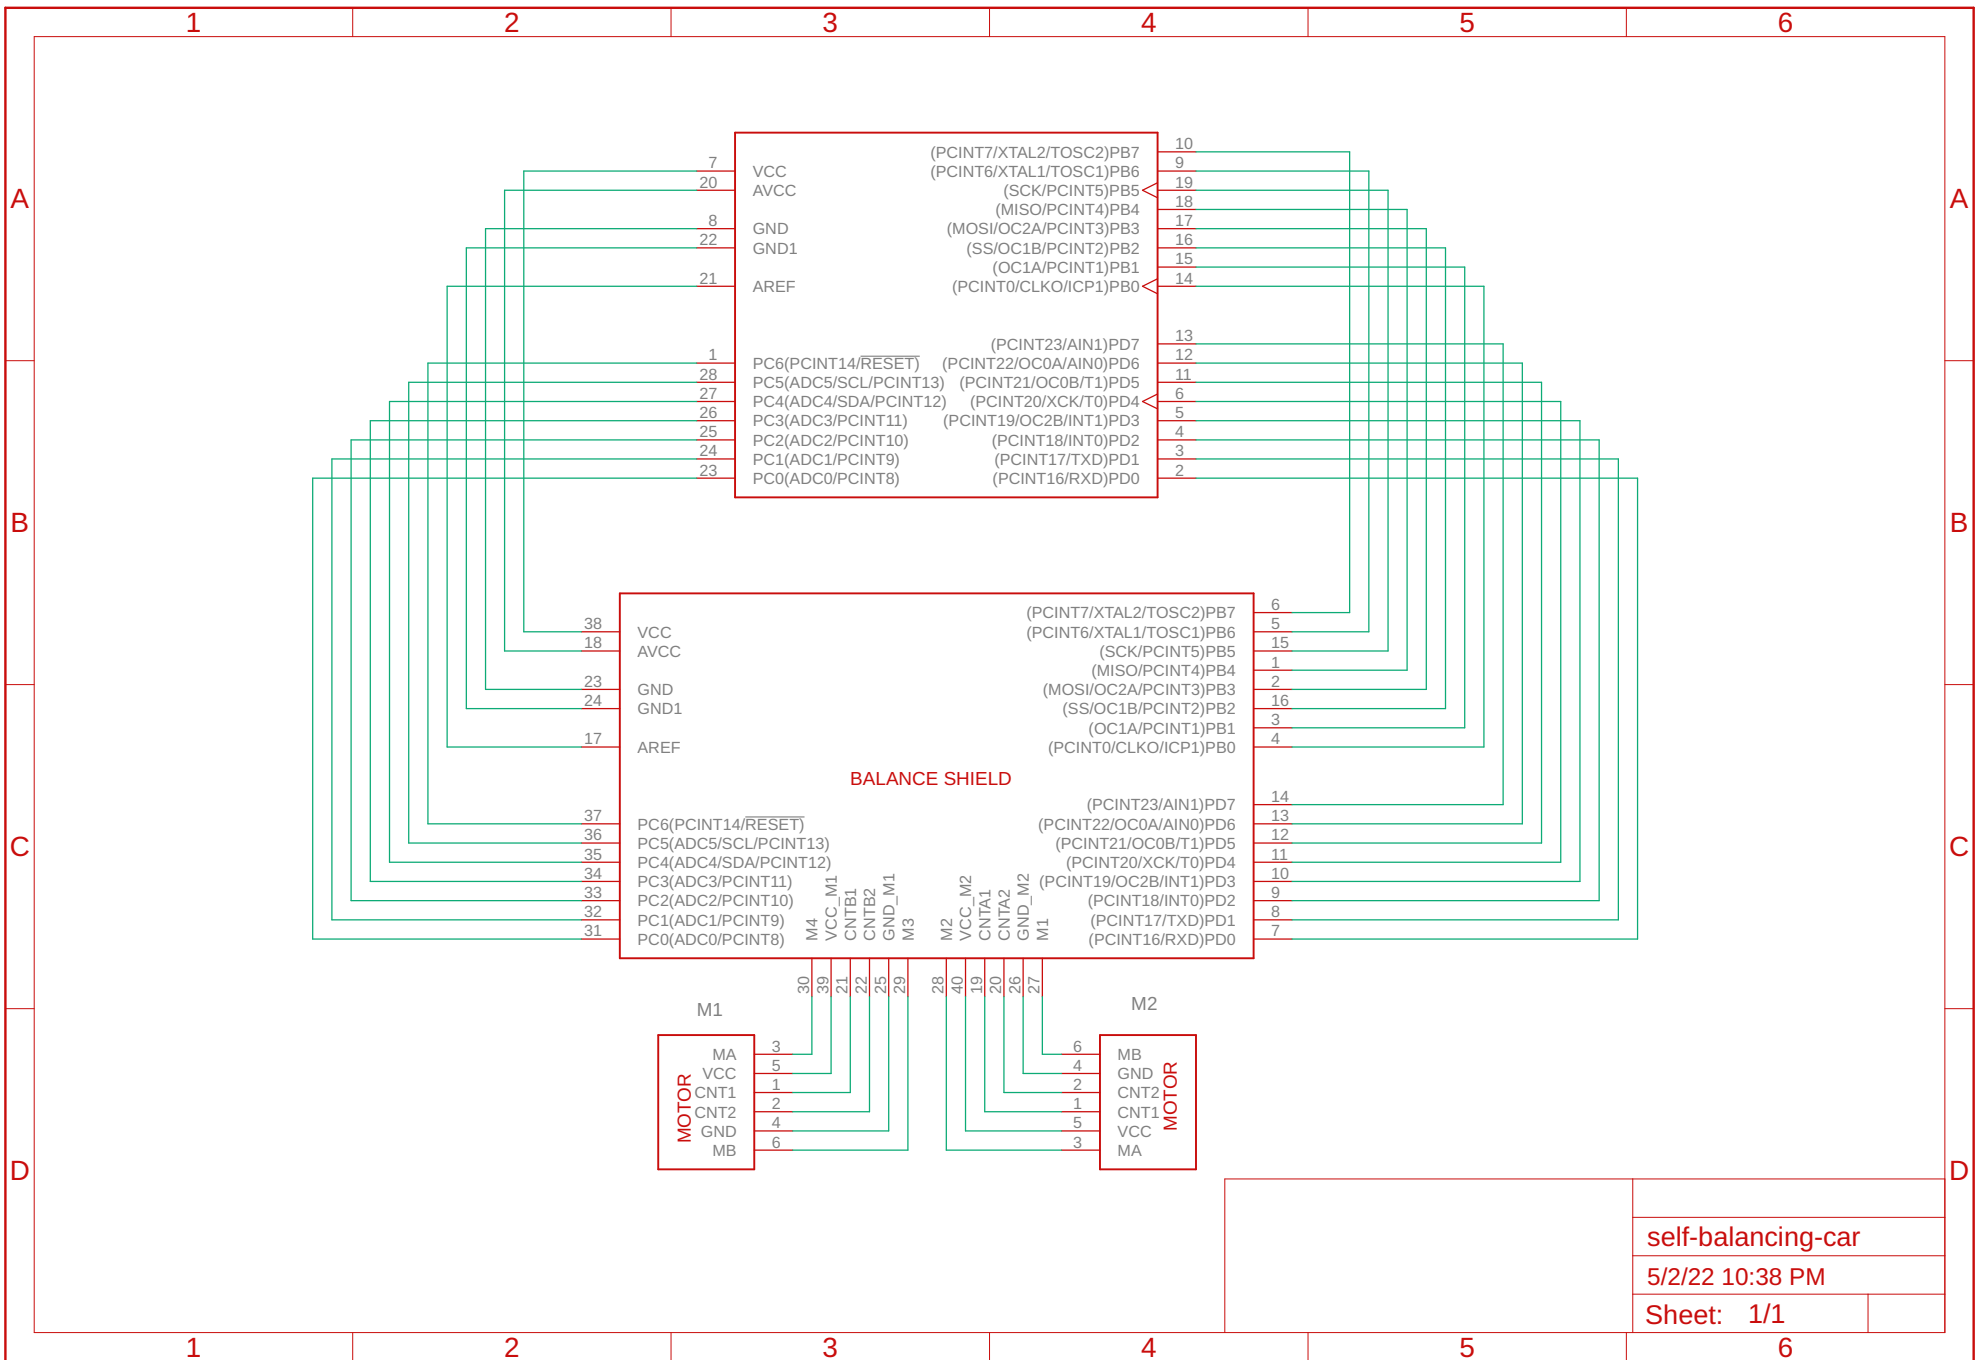 1 2 3 4 5 6
A A
B B
C C
D D
7 VCC
20 AVCC
8 GND
22 GND1
21 AREF
1 PC6(PCINT14/RESET)
28 PC5(ADC5/SCL/PCINT13)
27 PC4(ADC4/SDA/PCINT12)
26 PC3(ADC3/PCINT11)
25 PC2(ADC2/PCINT10)
24 PC1(ADC1/PCINT9)
23 PC0(ADC0/PCINT8)
(PCINT7/XTAL2/TOSC2)PB7 10
(PCINT6/XTAL1/TOSC1)PB6 9
(SCK/PCINT5)PB5 19
(MISO/PCINT4)PB4 18
(MOSI/OC2A/PCINT3)PB3 17
(SS/OC1B/PCINT2)PB2 16
(OC1A/PCINT1)PB1 15
(PCINT0/CLKO/ICP1)PB0 14
(PCINT23/AIN1)PD7 13
(PCINT22/OC0A/AIN0)PD6 12
(PCINT21/OC0B/T1)PD5 11
(PCINT20/XCK/T0)PD4 6
(PCINT19/OC2B/INT1)PD3 5
(PCINT18/INT0)PD2 4
(PCINT17/TXD)PD1 3
(PCINT16/RXD)PD0 2
38 VCC
18 AVCC
23 GND
24 GND1
17 AREF
37 PC6(PCINT14/RESET)
36 PC5(ADC5/SCL/PCINT13)
35 PC4(ADC4/SDA/PCINT12)
34 PC3(ADC3/PCINT11)
33 PC2(ADC2/PCINT10)
32 PC1(ADC1/PCINT9)
31 PC0(ADC0/PCINT8)
BALANCE SHIELD
(PCINT7/XTAL2/TOSC2)PB7 6
(PCINT6/XTAL1/TOSC1)PB6 5
(SCK/PCINT5)PB5 15
(MISO/PCINT4)PB4 1
(MOSI/OC2A/PCINT3)PB3 2
(SS/OC1B/PCINT2)PB2 16
(OC1A/PCINT1)PB1 3
(PCINT0/CLKO/ICP1)PB0 4
(PCINT23/AIN1)PD7 14
(PCINT22/OC0A/AIN0)PD6 13
(PCINT21/OC0B/T1)PD5 12
(PCINT20/XCK/T0)PD4 11
(PCINT19/OC2B/INT1)PD3 10
(PCINT18/INT0)PD2 9
(PCINT17/TXD)PD1 8
(PCINT16/RXD)PD0 7
M4 30
VCC_M1 39
CNTB1 21
CNTB2 22
GND_M1 25
M3 29
M2 28
VCC_M2 40
CNTA1 19
CNTA2 20
GND_M2 26
M1 27
M1
MOTOR
MA 3
VCC 5
CNT1 1
CNT2 2
GND 4
MB 6
M2
6 MB
4 GND
2 CNT2
1 CNT1
5 VCC
3 MA
MOTOR
self-balancing-car
5/2/22 10:38 PM
Sheet: 1/1
1 2 3 4 5 6